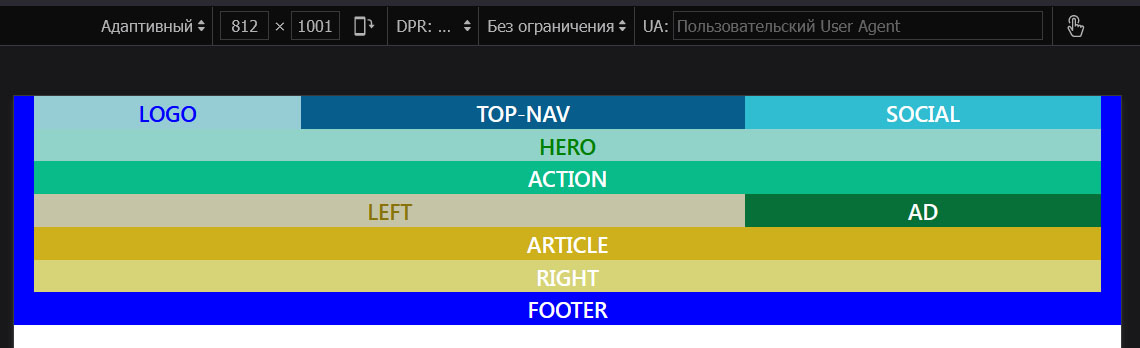 Адаптивный 812 × 1001 DPR: ... Без ограничения UA: Пользовательский User Agent
LOGO TOP-NAV SOCIAL
HERO
ACTION
LEFT AD
ARTICLE
RIGHT
FOOTER